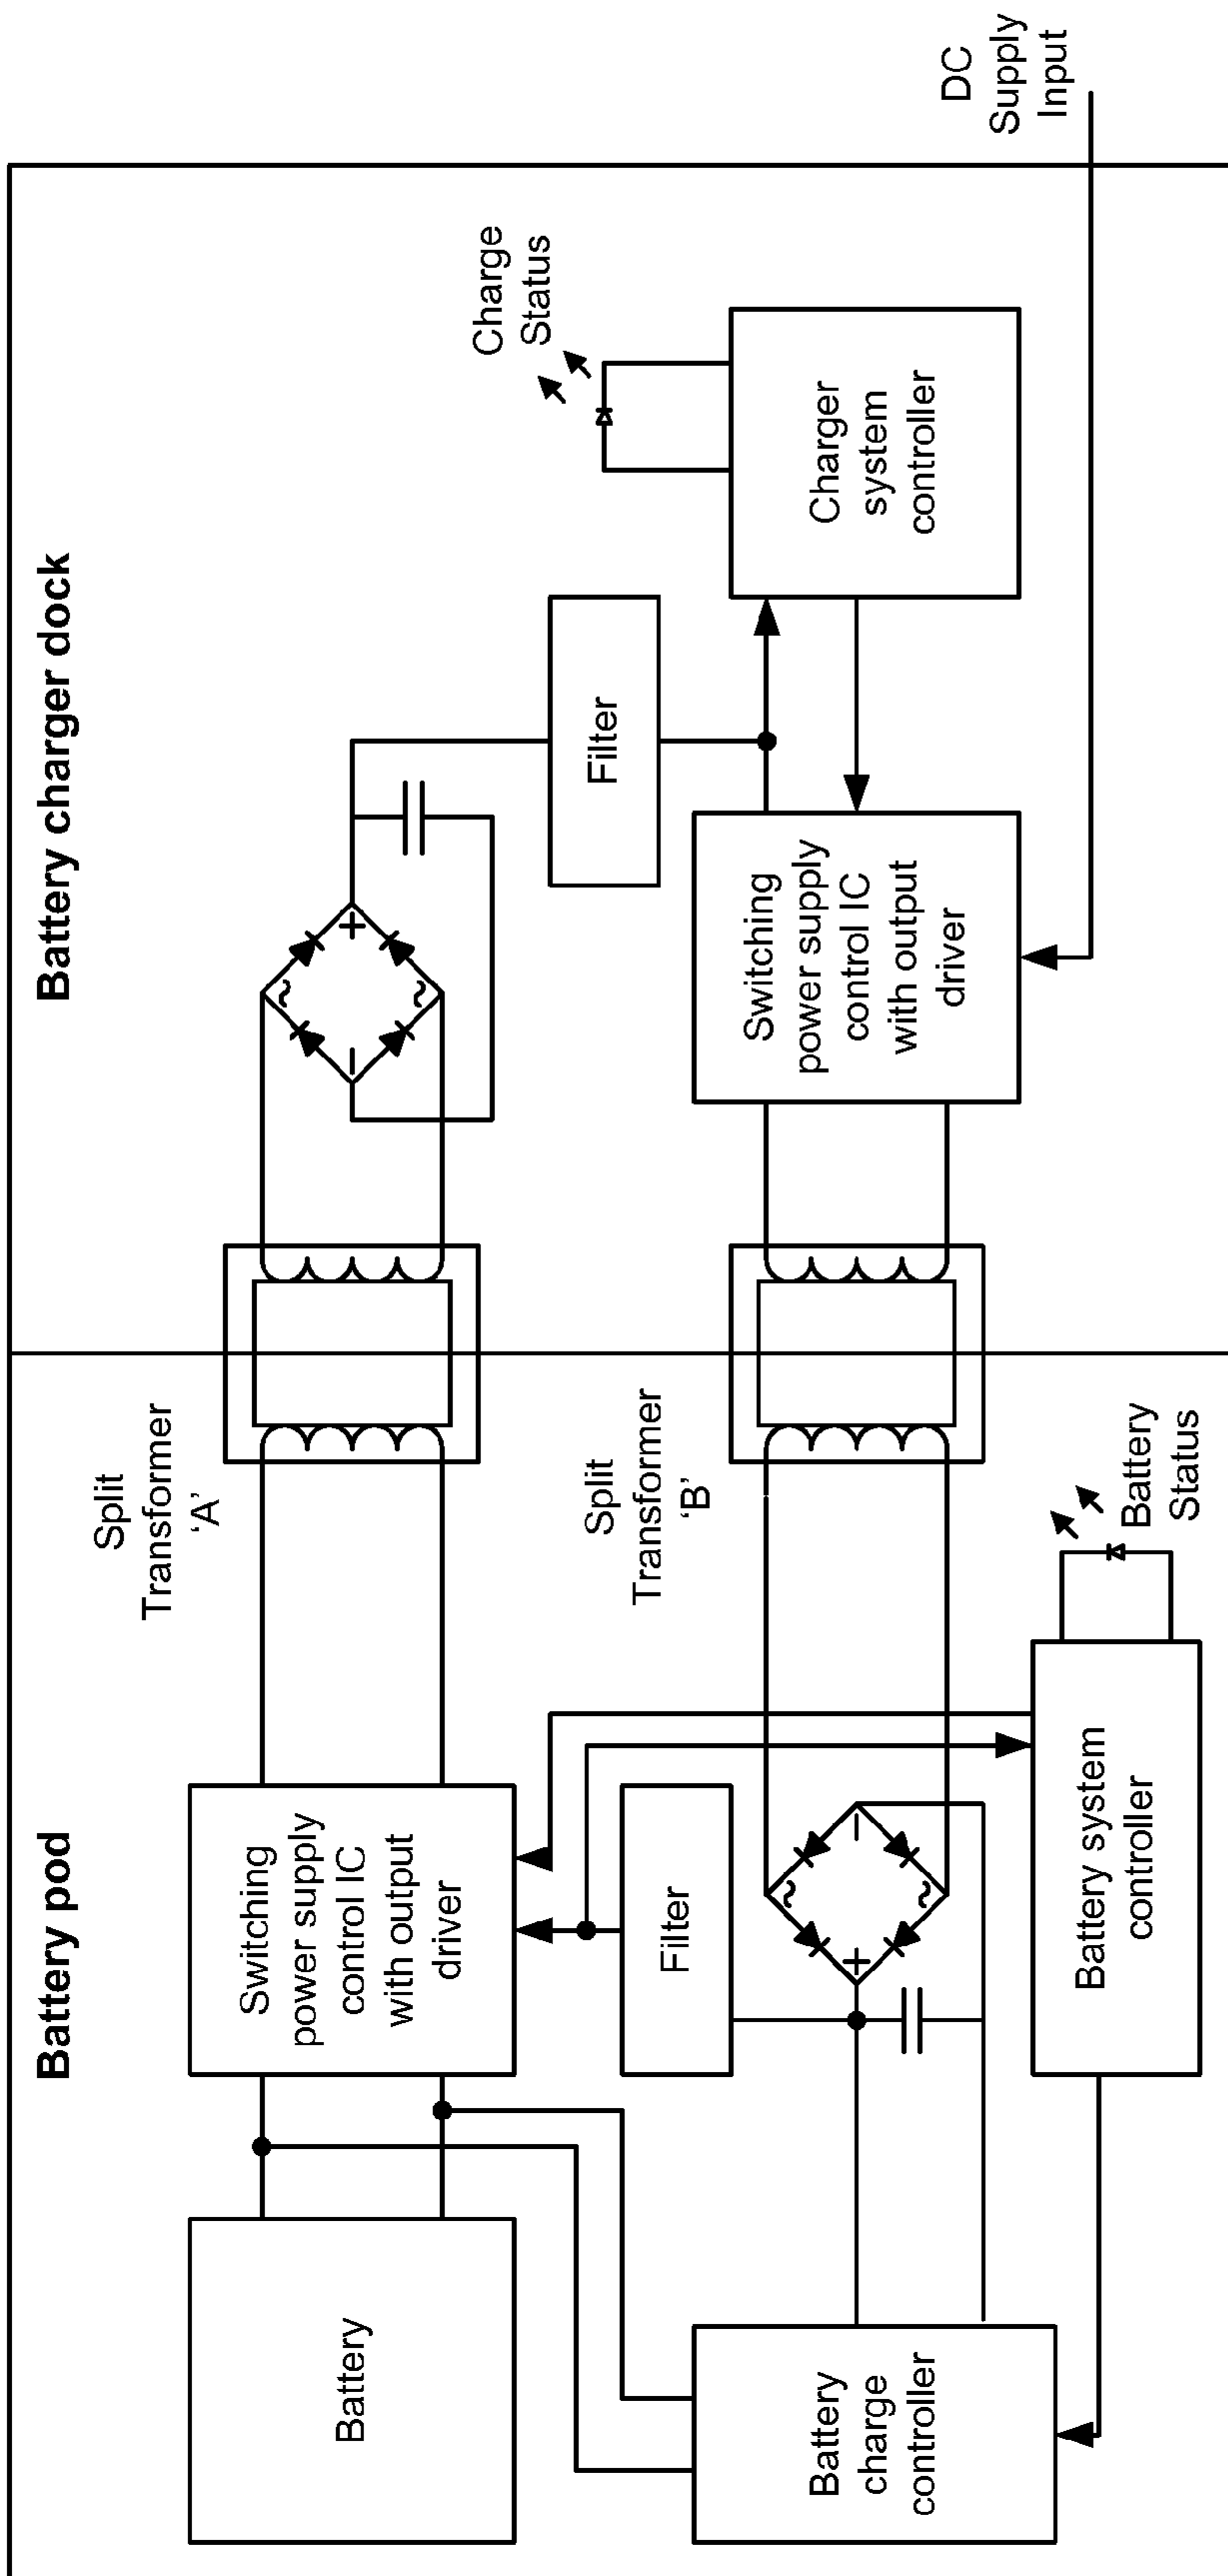 Battery pod
Battery charger dock
Split
Transformer
‘A’
Switching
power supply
control IC
with output
driver
Battery
Charge
Status
Filter
Split
Transformer
‘B’
Filter
Switching
power supply
control IC
with output
driver
Charger
system
controller
Battery
charge
controller
DC
Supply
Input
Battery system
controller
Battery
Status
~
~
+
–
~
~
+
–